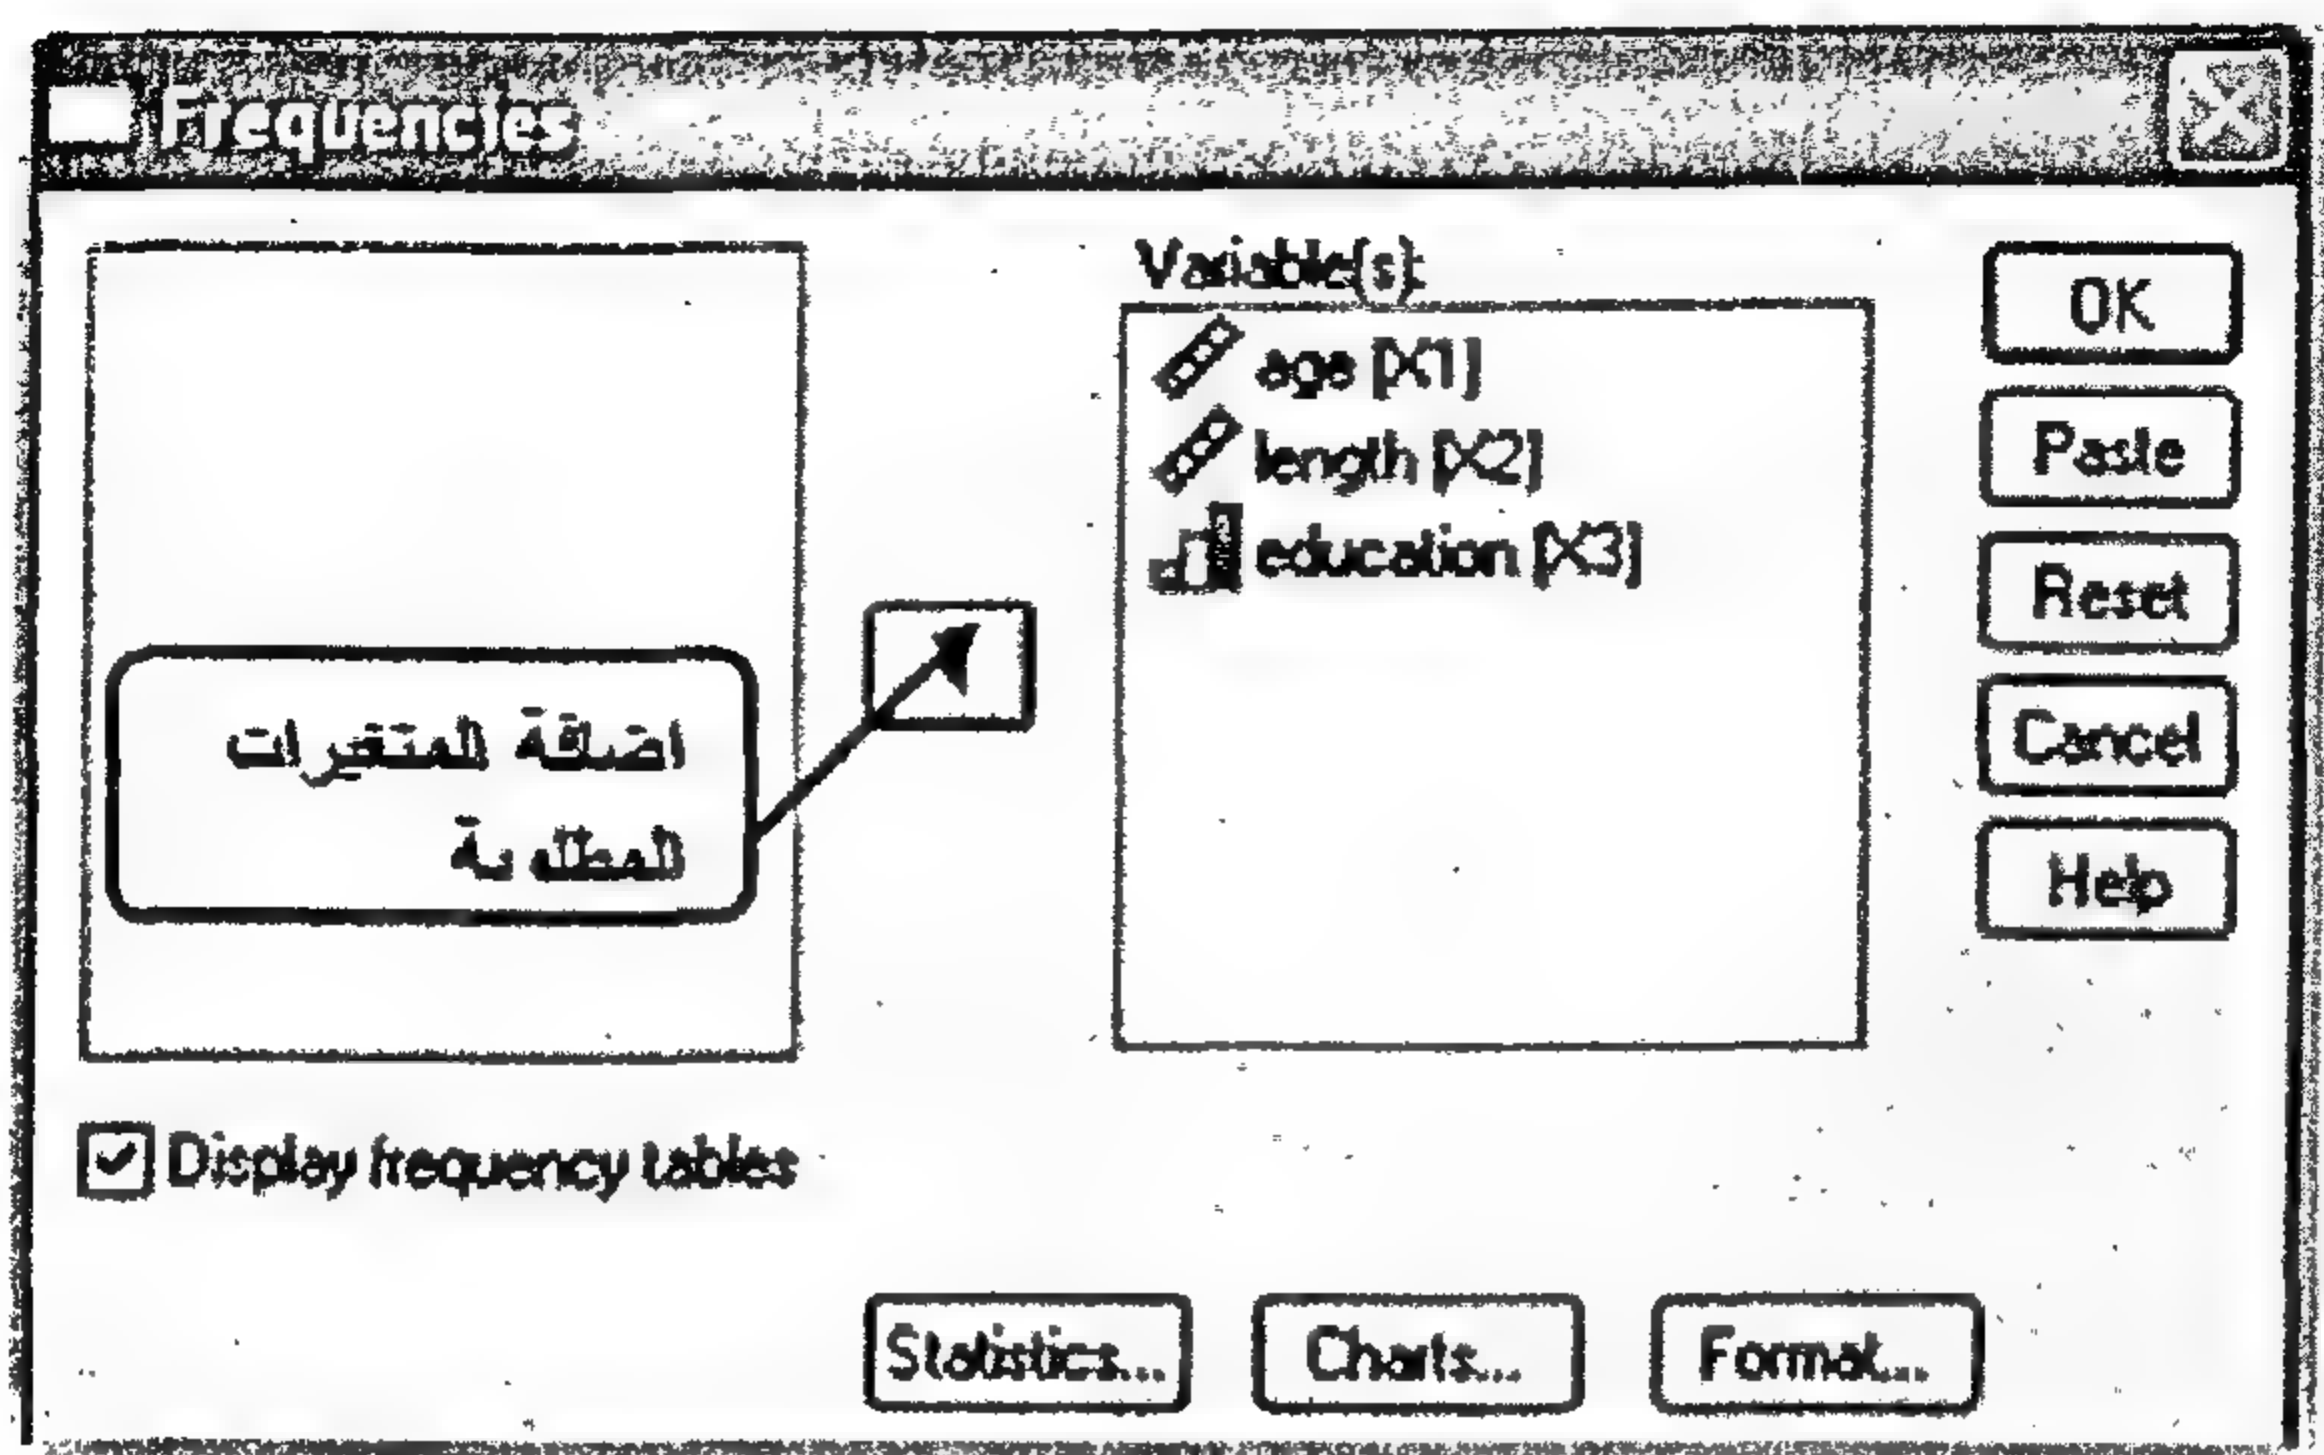 Frequencies
Variable(s):
age [X1]
length [X2]
education [X3]
OK
Paste
Reset
Cancel
Help
اضافة المتغيرات
المطلوبة
Display frequency tables
Statistics...
Charts...
Format...